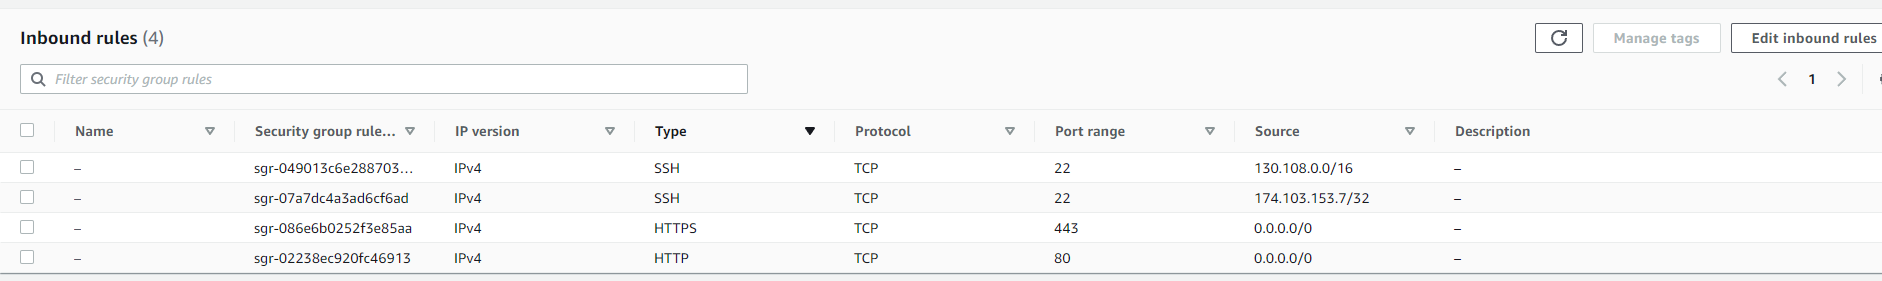 Inbound rules (4)
Manage tags
Edit inbound rules
Filter security group rules
1
Name Security group rule... IP version Type Protocol Port range Source Description
– sgr-049013c6e288703... IPv4 SSH TCP 22 130.108.0.0/16 –
– sgr-07a7dc4a3ad6cf6ad IPv4 SSH TCP 22 174.103.153.7/32 –
– sgr-086e6b0252f3e85aa IPv4 HTTPS TCP 443 0.0.0.0/0 –
– sgr-02238ec920fc46913 IPv4 HTTP TCP 80 0.0.0.0/0 –